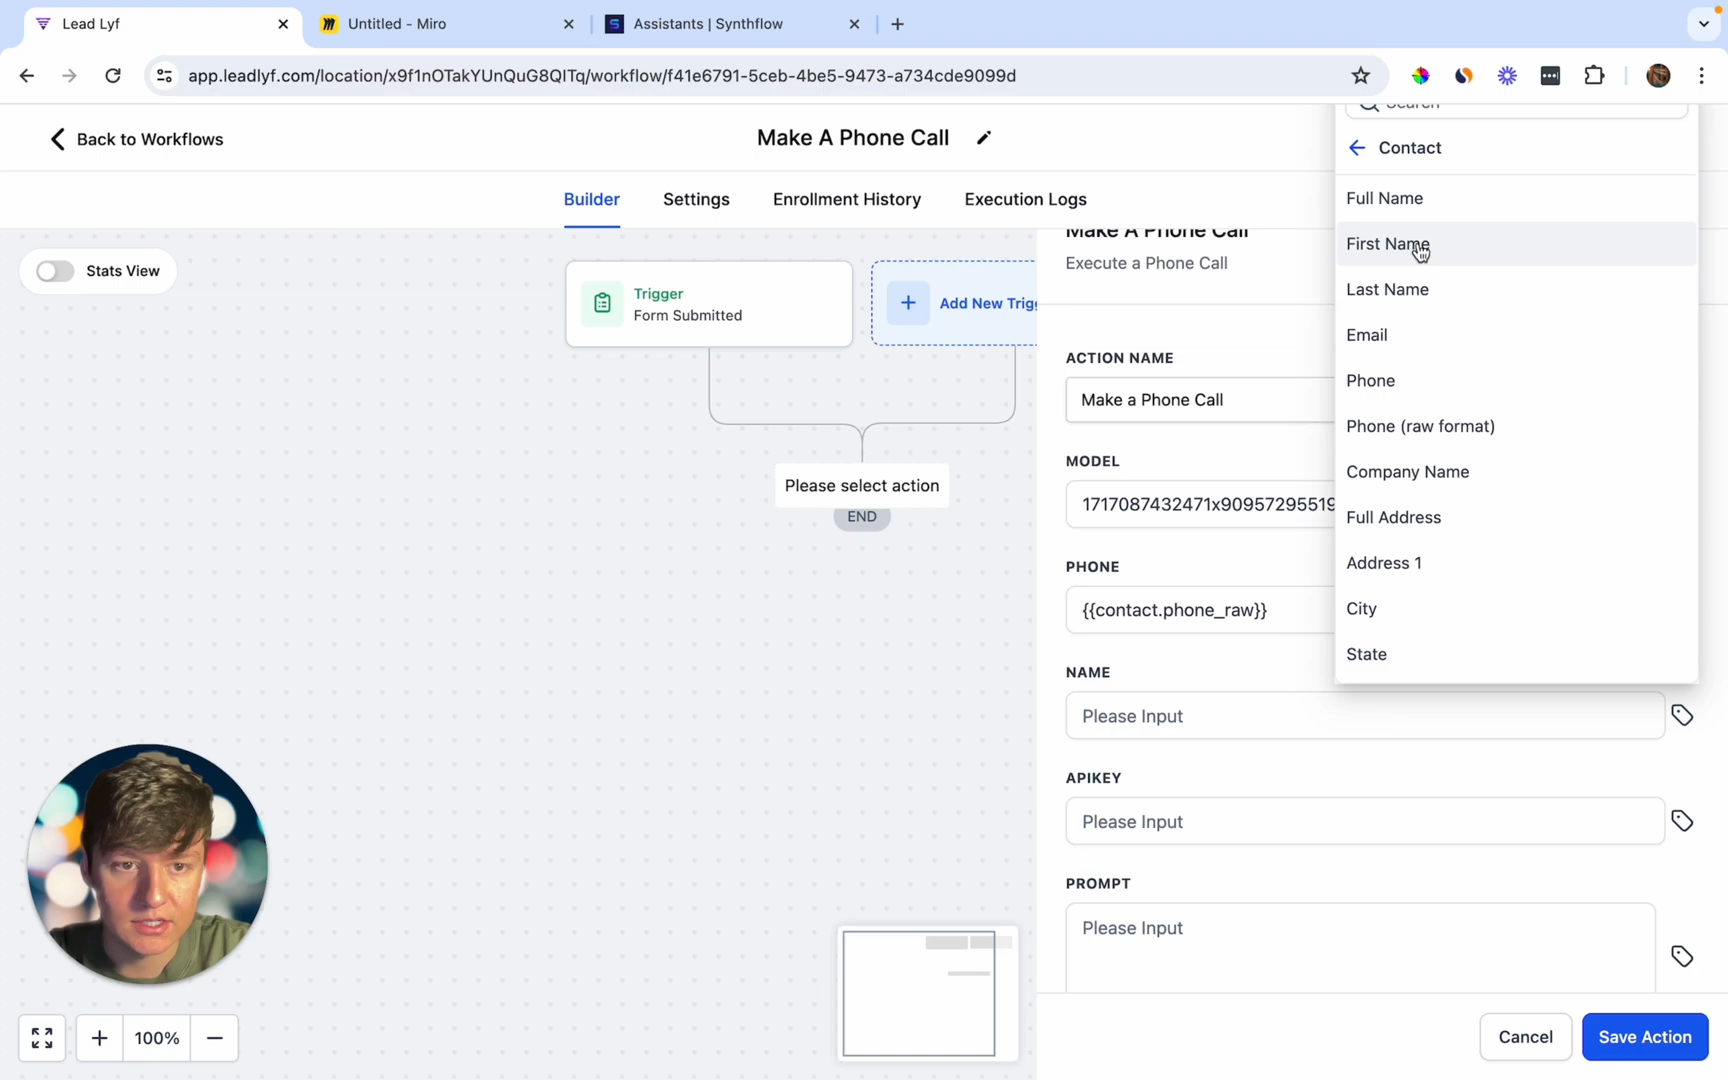 Lead Lyf
Untitled - Miro
Assistants | Synthflow
app.leadlyf.com/location/x9f1nOTakYUnQuG8QITq/workflow/f41e6791-5ceb-4be5-9473-a734cde9099d
Back to Workflows
Make A Phone Call
Builder
Settings
Enrollment History
Execution Logs
Stats View
Trigger
Form Submitted
Add New Trig
Please select action
END
100%
Make A Phone Call
Execute a Phone Call
ACTION NAME
Make a Phone Call
MODEL
1717087432471x90957295519
PHONE
{{contact.phone_raw}}
NAME
Please Input
APIKEY
Please Input
PROMPT
Please Input
Search
Contact
Full Name
First Name
Last Name
Email
Phone
Phone (raw format)
Company Name
Full Address
Address 1
City
State
Cancel
Save Action